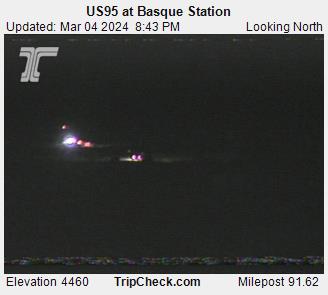 US95 at Basque Station
Updated: Mar 04 2024 8:43 PM Looking North
Elevation 4460 TripCheck.com Milepost 91.62